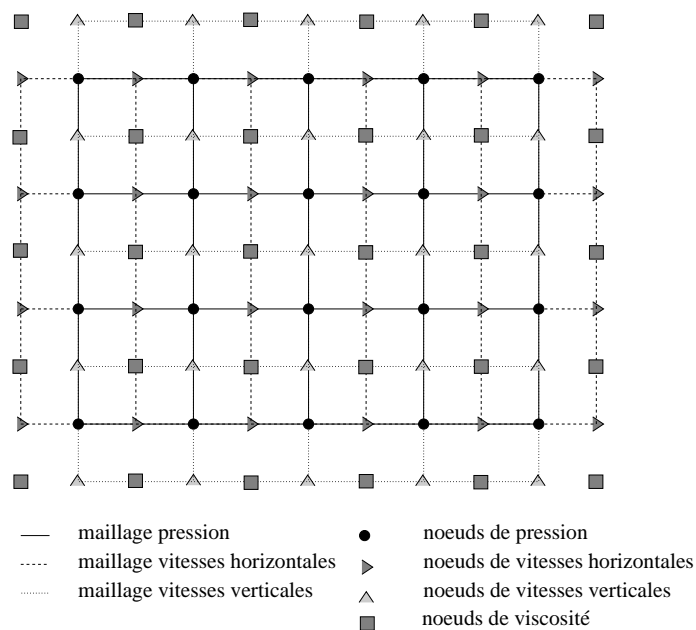 maillage pression
noeuds de pression
maillage vitesses horizontales
noeuds de vitesses horizontales
maillage vitesses verticales
noeuds de vitesses verticales
noeuds de viscosité